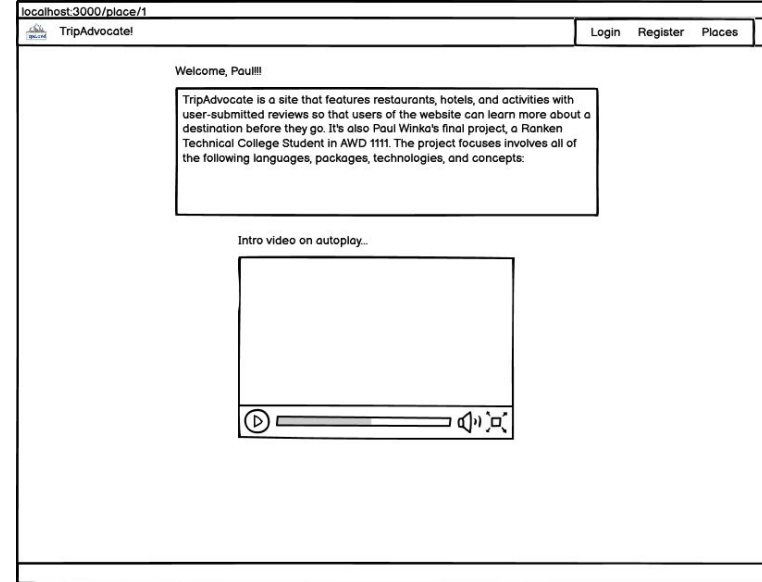 localhost:3000/place/1
TripAdvocate!
Login Register Places
Welcome, Paul!!!
TripAdvocate is a site that features restaurants, hotels, and activities with
user-submitted reviews so that users of the website can learn more about a
destination before they go. It's also Paul Winka's final project, a Ranken
Technical College Student in AWD 1111. The project focuses involves all of
the following languages, packages, technologies, and concepts:
Intro video on autoplay...